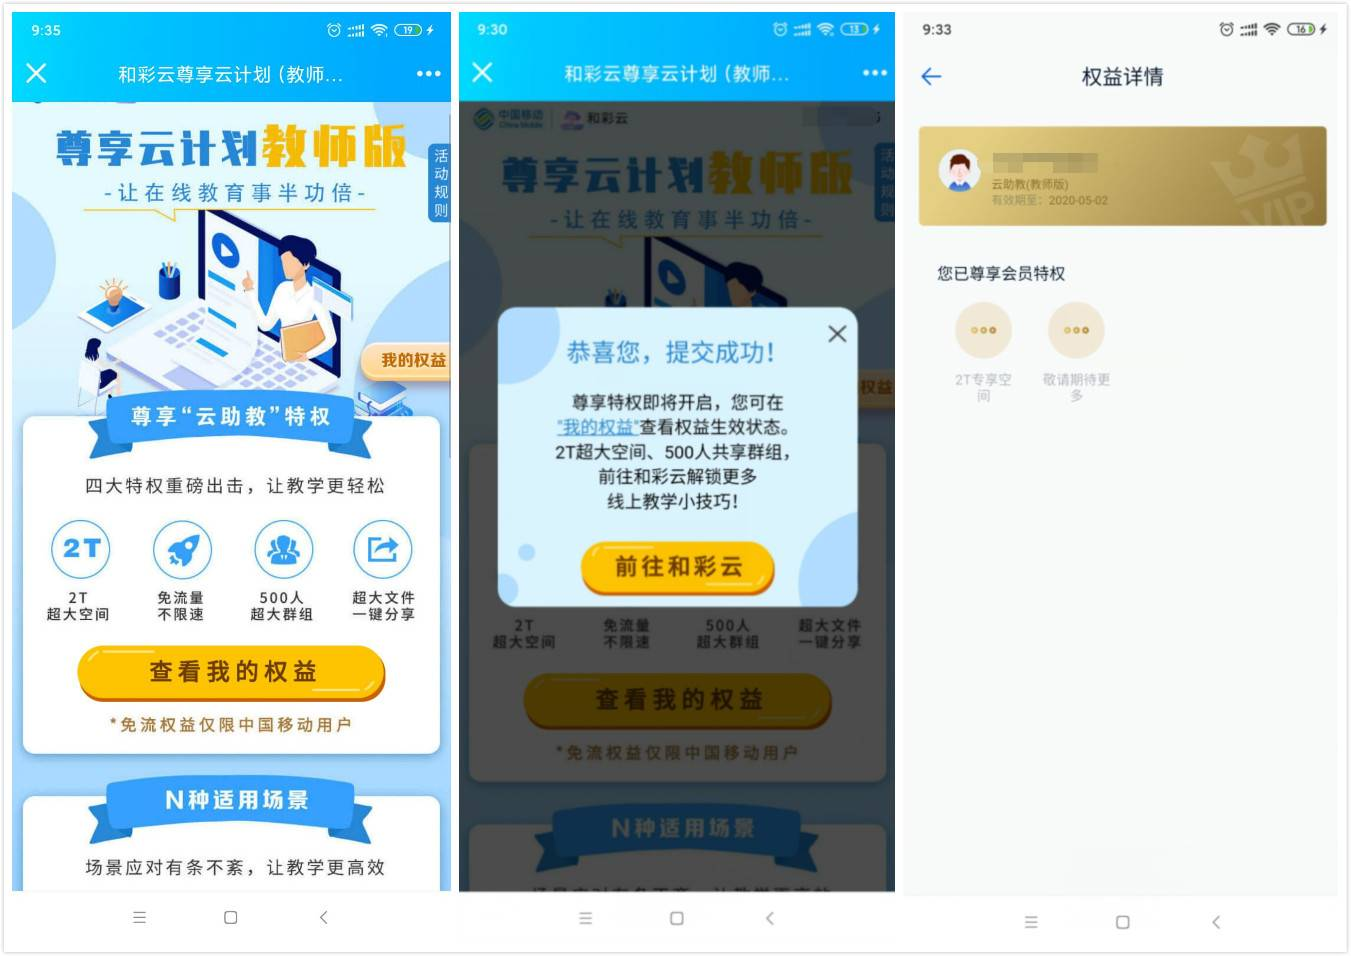 9:35
19
和彩云尊享云计划（教师...
尊享云计划教师版
-让在线教育事半功倍-
活动规则
我的权益
尊享“云助教”特权
四大特权重磅出击，让教学更轻松
2T
2T
超大空间
免流量
不限速
500人
超大群组
超大文件
一键分享
查看我的权益
*免流权益仅限中国移动用户
N种适用场景
场景应对有条不紊，让教学更高效
9:30
13
和彩云尊享云计划（教师...
中国移动
China Mobile
和彩云
尊享云计划教师版
-让在线教育事半功倍-
活动规则
权益
恭喜您，提交成功！
尊享特权即将开启，您可在
"我的权益"查看权益生效状态。
2T超大空间、500人共享群组，
前往和彩云解锁更多
线上教学小技巧！
前往和彩云
2T
超大空间
免流量
不限速
500人
超大群组
超大文件
一键分享
查看我的权益
*免流权益仅限中国移动用户
N种适用场景
9:33
16
权益详情
云助教(教师版)
有效期至：2020-05-02
VIP
您已尊享会员特权
2T专享空
间
敬请期待更
多